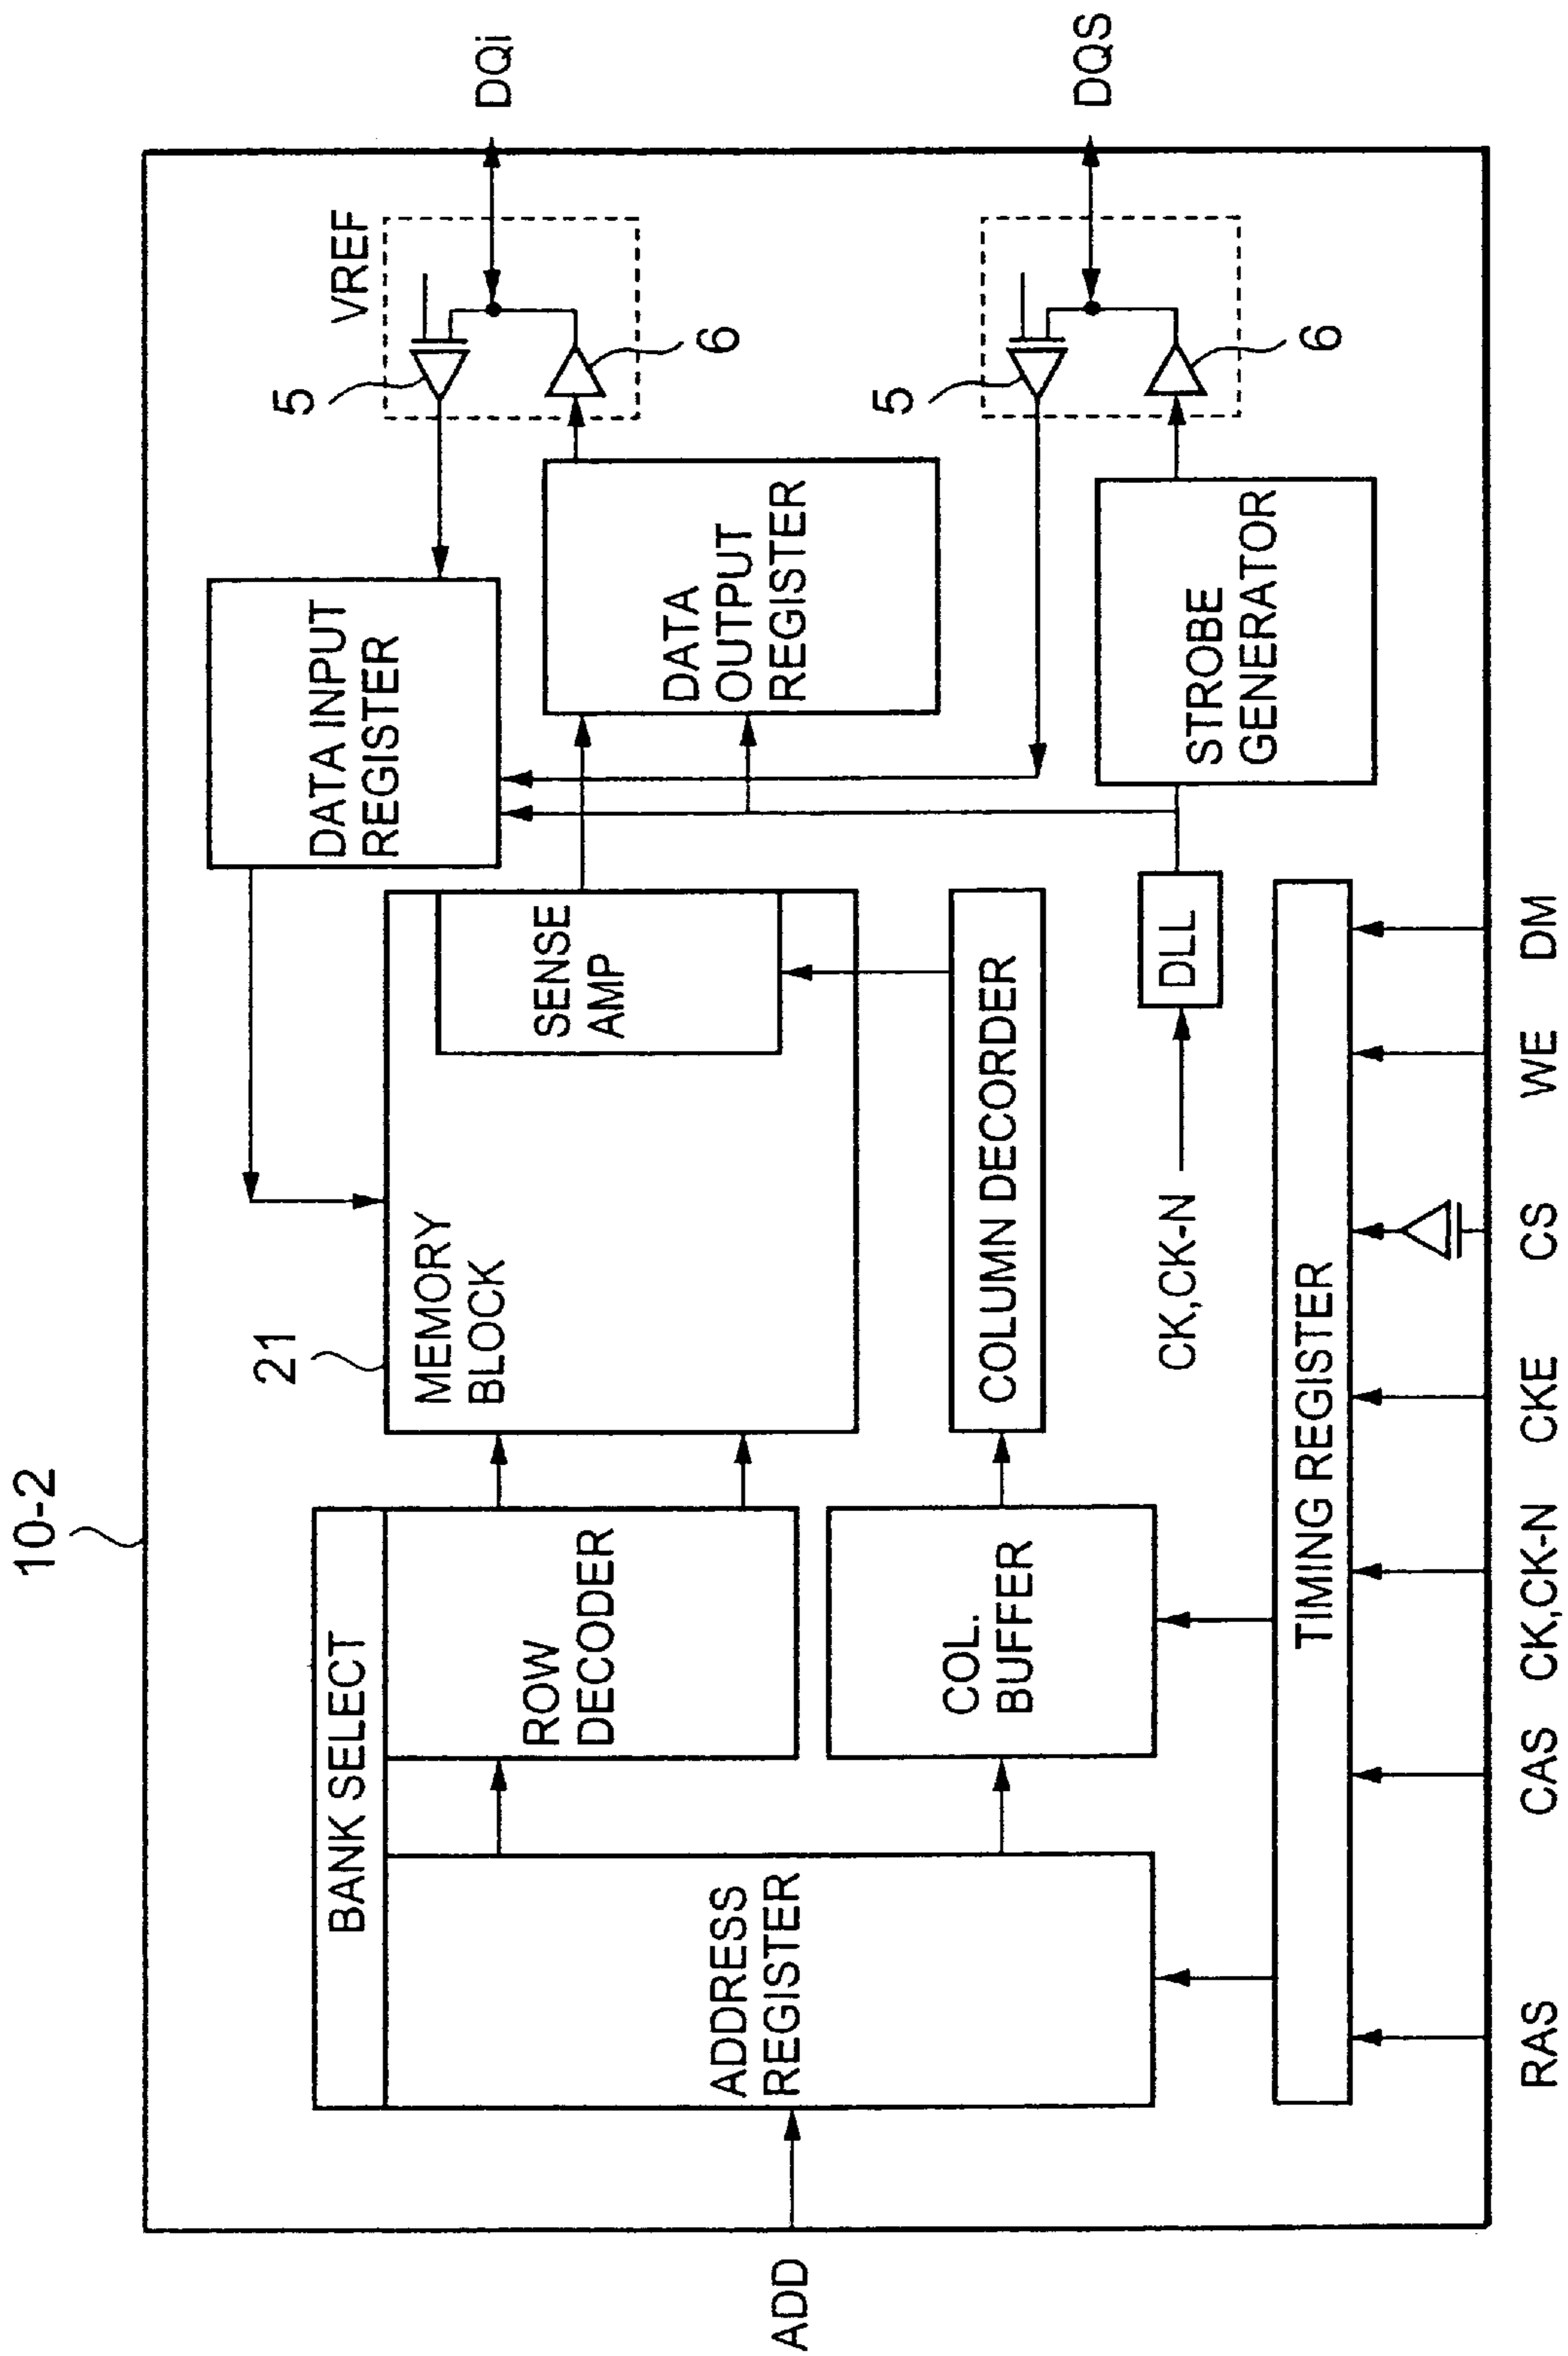 10-2
21
BANK SELECT
ADDRESS
REGISTER
ROW
DECODER
COL.
BUFFER
MEMORY
BLOCK
SENSE
AMP
COLUMN DECORDER
DATA INPUT
REGISTER
DATA
OUTPUT
REGISTER
STROBE
GENERATOR
DLL
CK,CK-N
TIMING REGISTER
VREF
5
6
5
6
DQi
DQS
ADD
RAS
CAS
CK,CK-N
CKE
CS
WE
DM